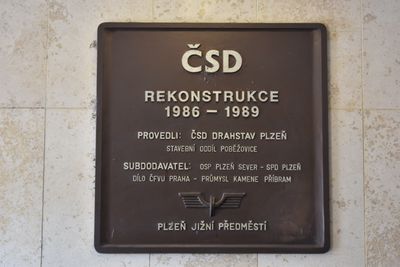 ČSD
REKONSTRUKCE
1986 – 1989
PROVEDLI: ČSD DRAHSTAV PLZEŇ
STAVEBNÍ ODDÍL POBĚŽOVICE
SUBDODAVATEL: OSP PLZEŇ SEVER - SPD PLZEŇ
DÍLO ČFVU PRAHA - PRŮMYSL KAMENE PŘÍBRAM
PLZEŇ JIŽNÍ PŘEDMĚSTÍ